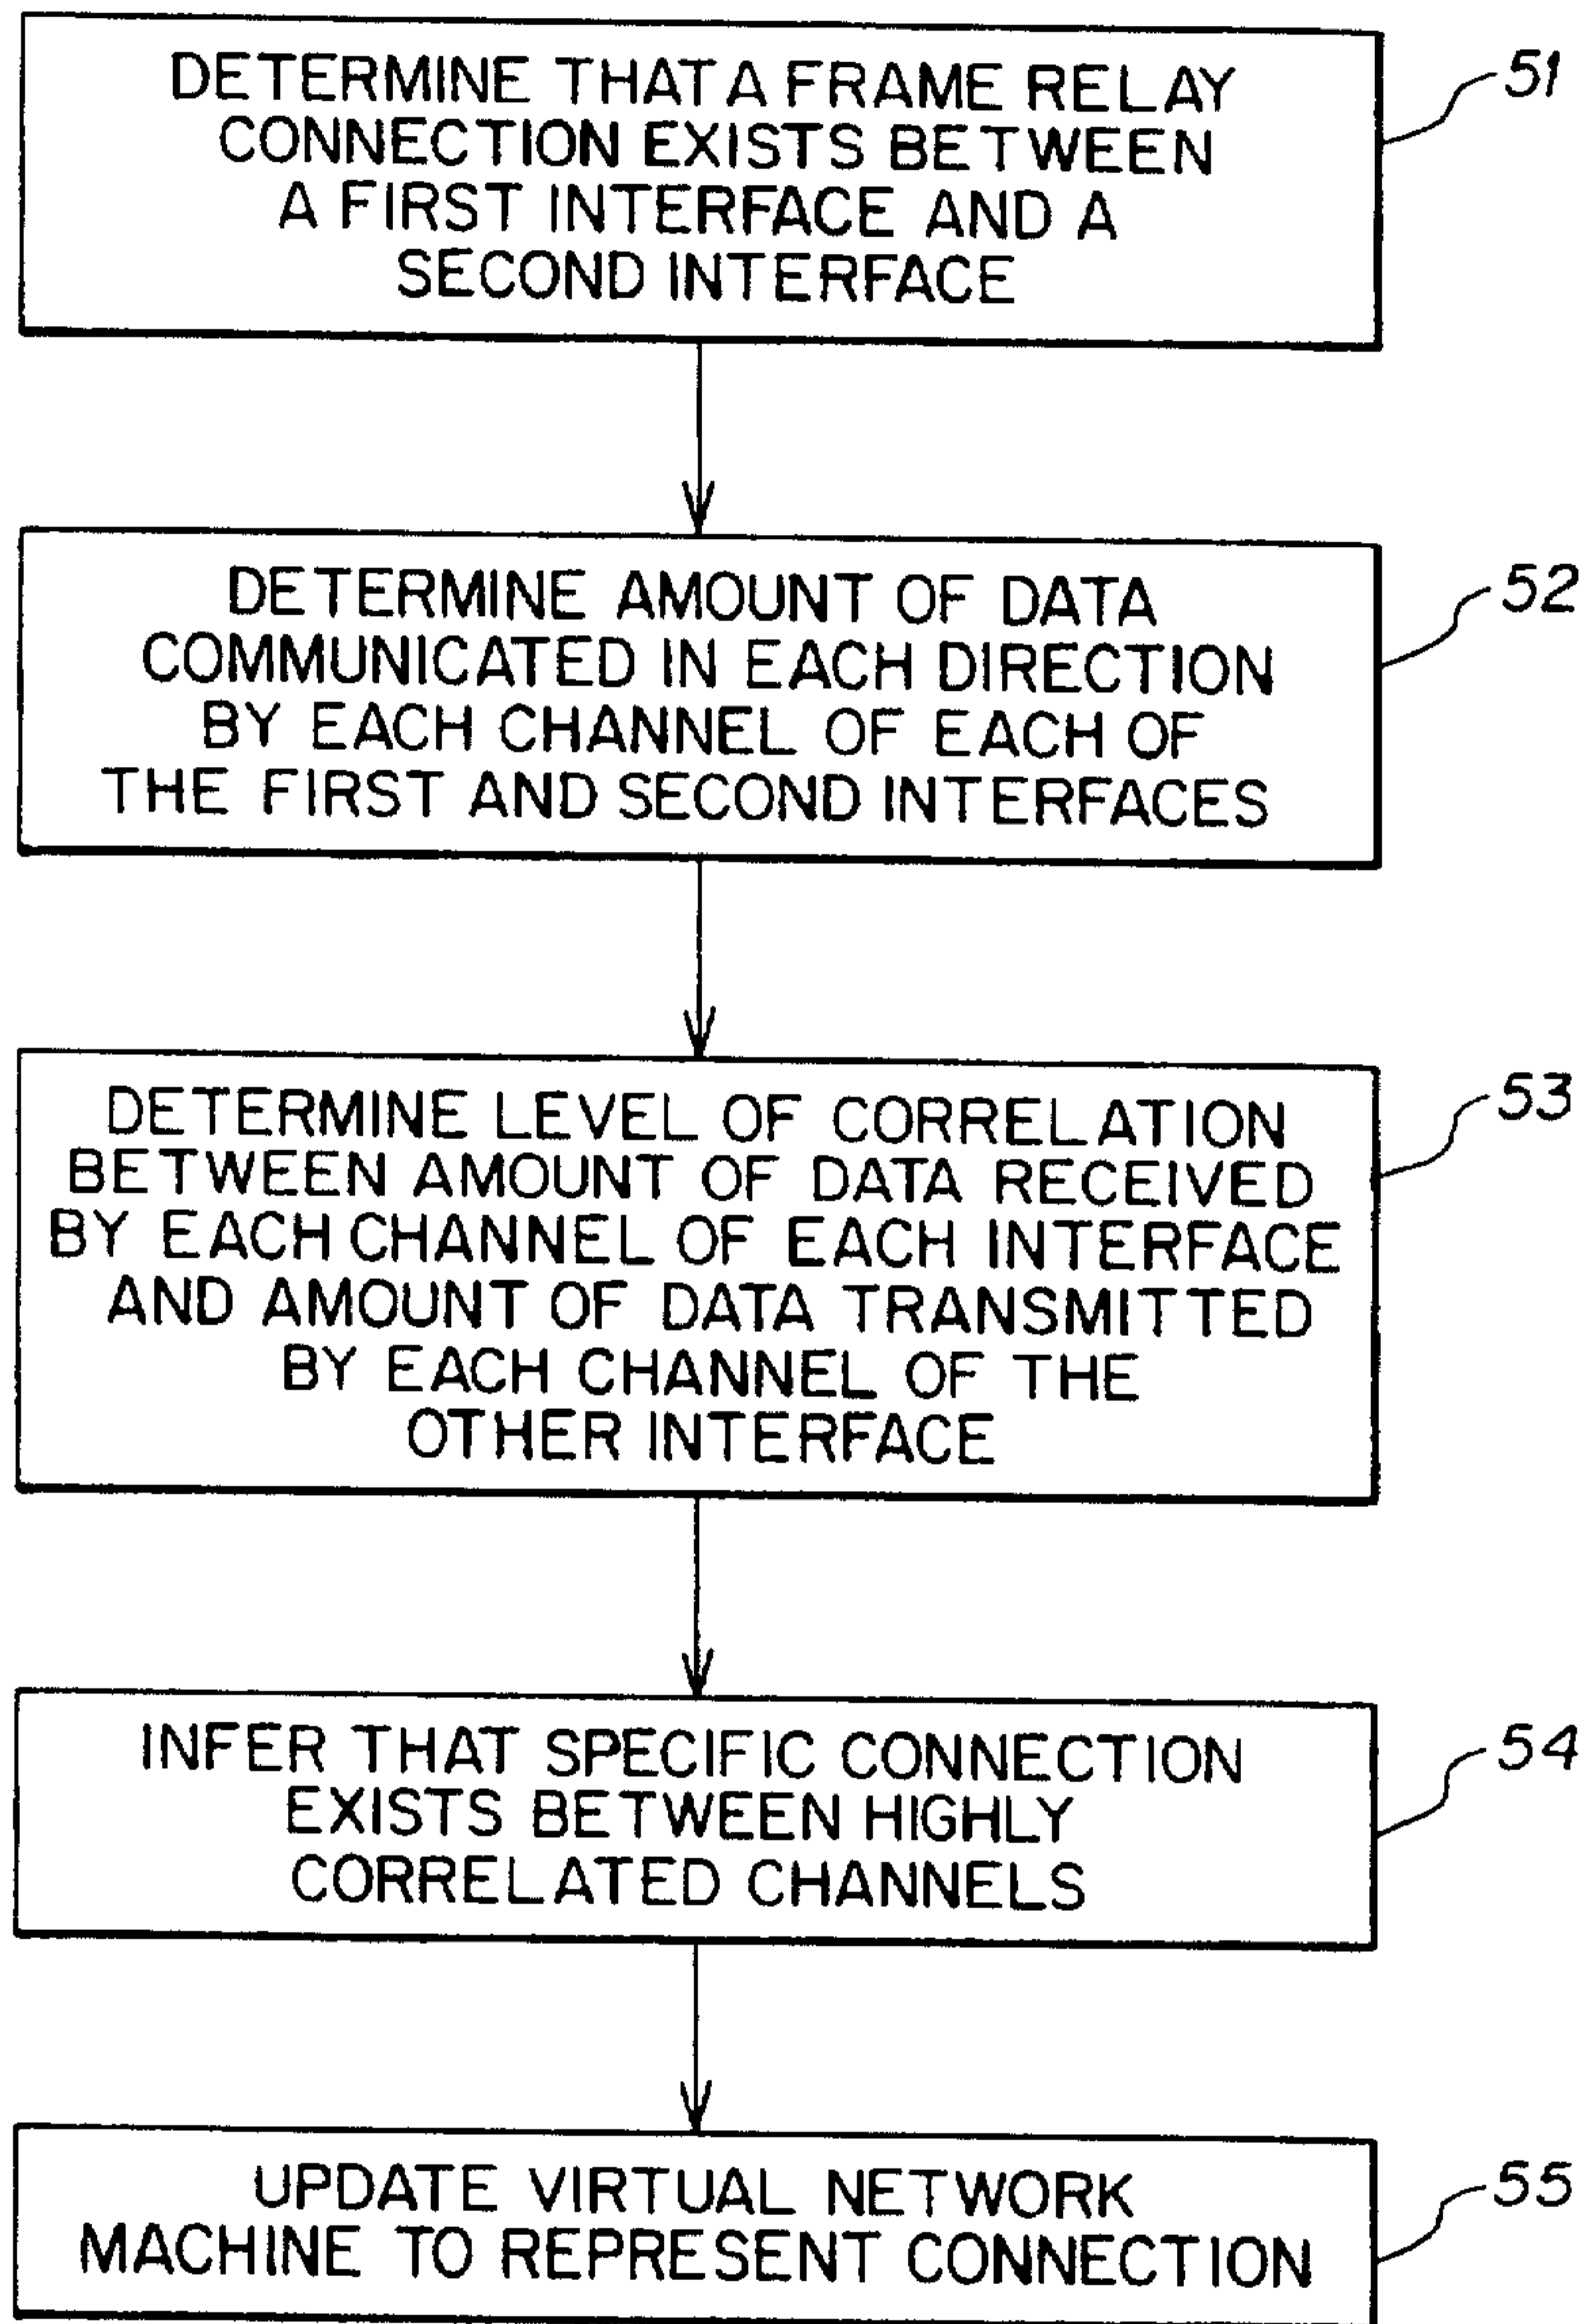 DETERMINE THAT A FRAME RELAY
CONNECTION EXISTS BETWEEN
A FIRST INTERFACE AND A
SECOND INTERFACE
51
DETERMINE AMOUNT OF DATA
COMMUNICATED IN EACH DIRECTION
BY EACH CHANNEL OF EACH OF
THE FIRST AND SECOND INTERFACES
52
DETERMINE LEVEL OF CORRELATION
BETWEEN AMOUNT OF DATA RECEIVED
BY EACH CHANNEL OF EACH INTERFACE
AND AMOUNT OF DATA TRANSMITTED
BY EACH CHANNEL OF THE
OTHER INTERFACE
53
INFER THAT SPECIFIC CONNECTION
EXISTS BETWEEN HIGHLY
CORRELATED CHANNELS
54
UPDATE VIRTUAL NETWORK
MACHINE TO REPRESENT CONNECTION
55